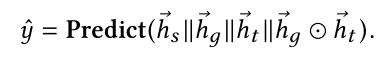 ŷ = Predict(h⃗_s∥h⃗_g∥h⃗_t∥h⃗_g ⊙ h⃗_t).